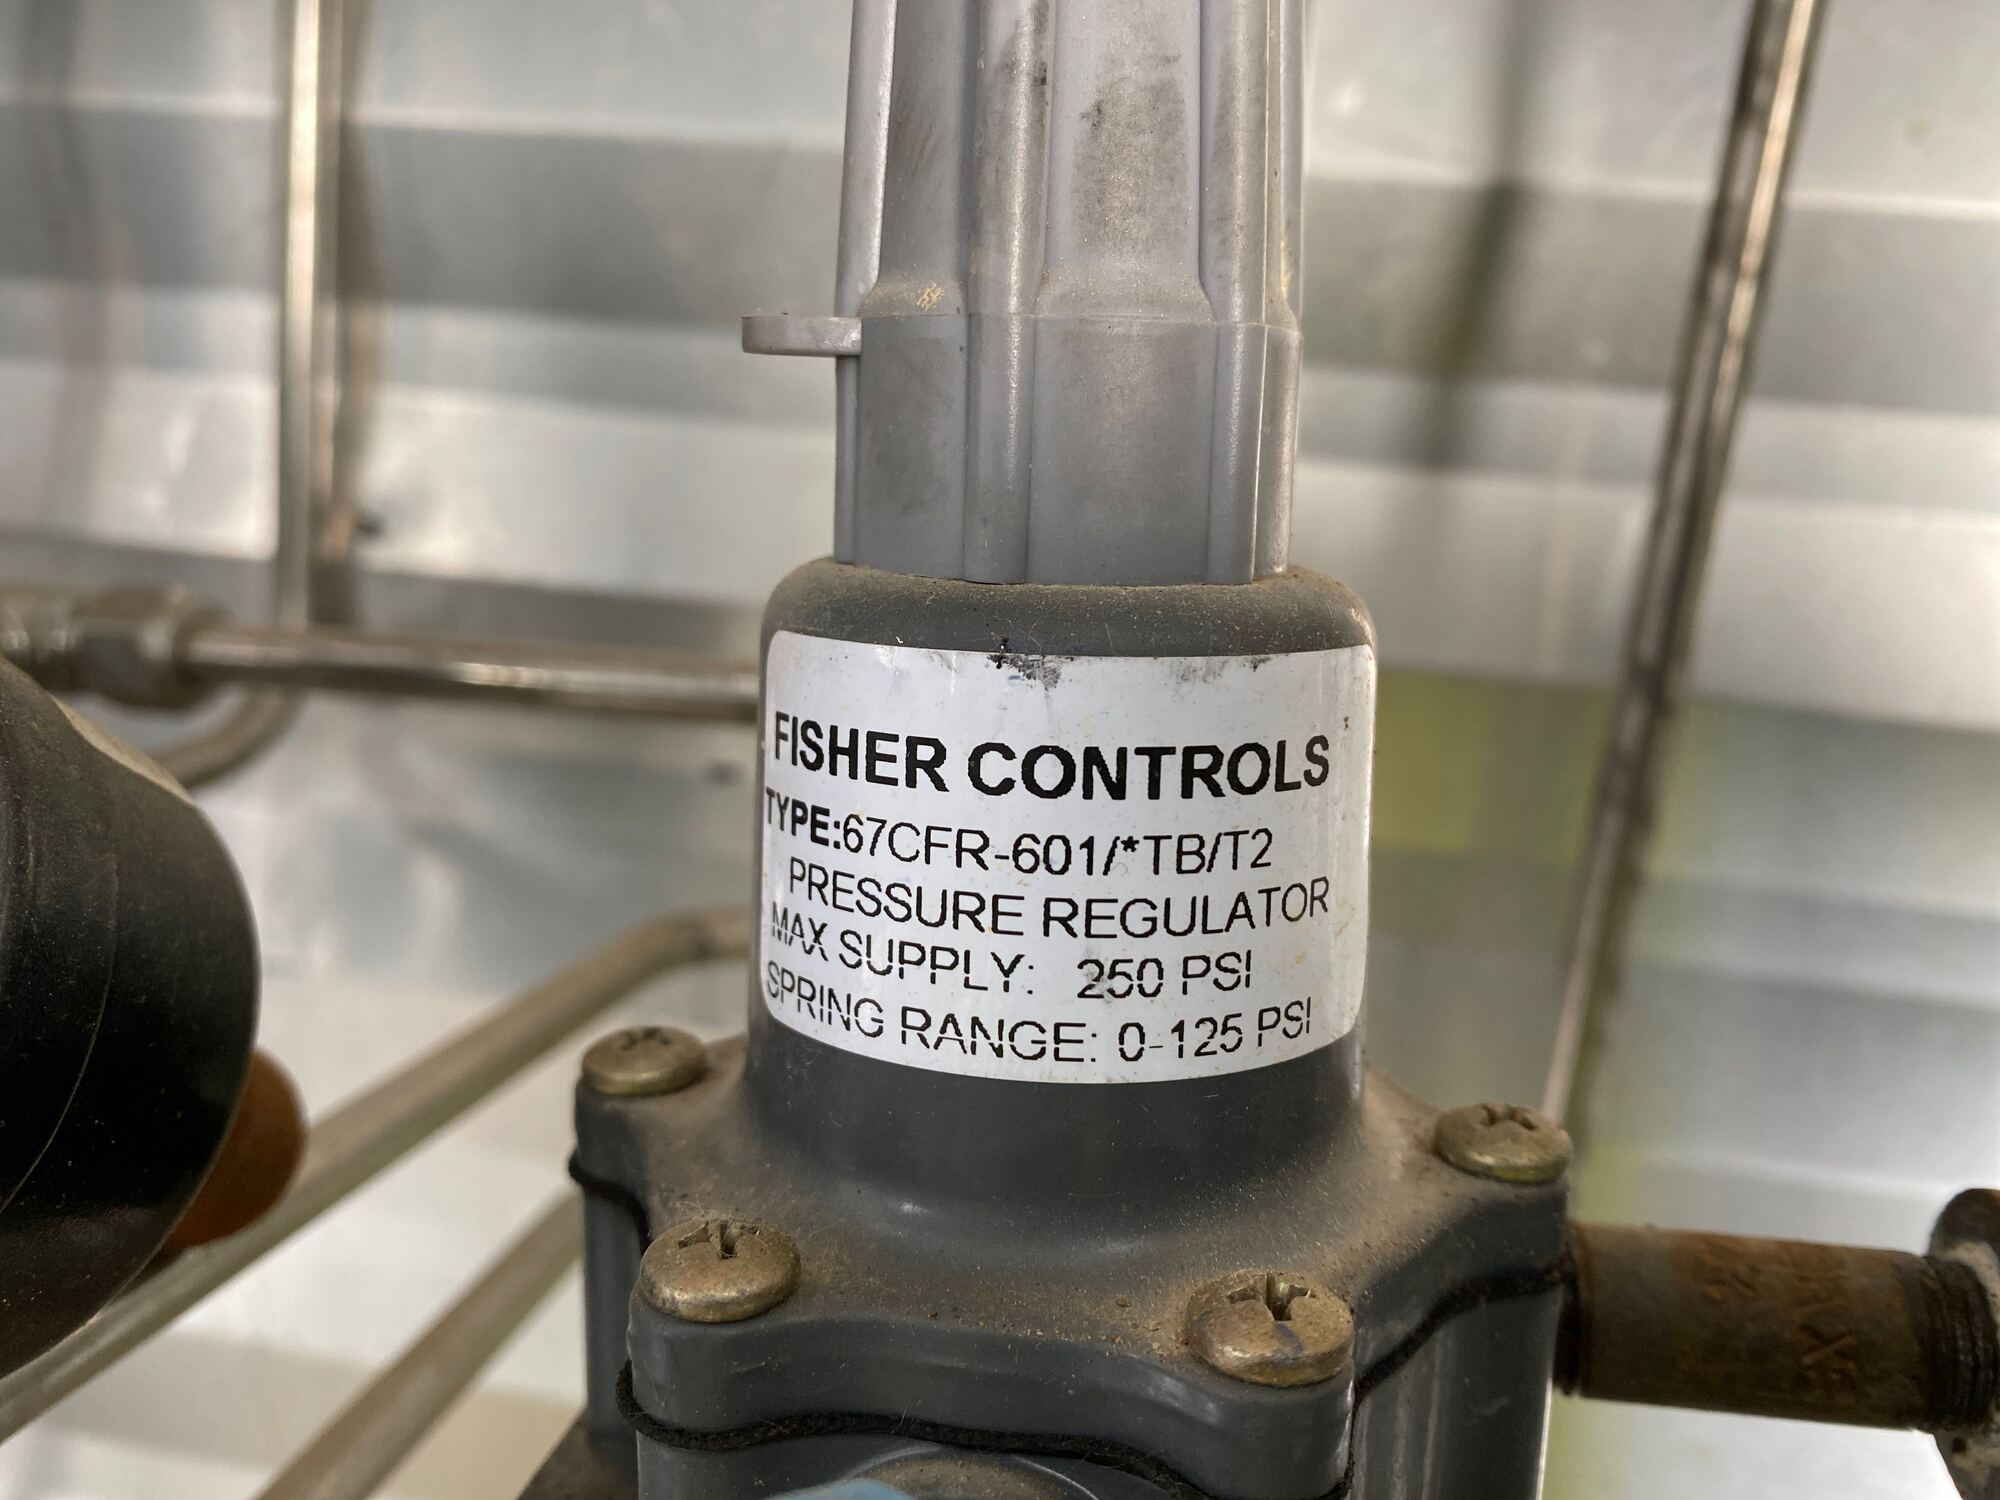 FISHER CONTROLS
TYPE:67CFR-601/*TB/T2
PRESSURE REGULATOR
MAX SUPPLY: 250 PSI
SPRING RANGE: 0-125 PSI